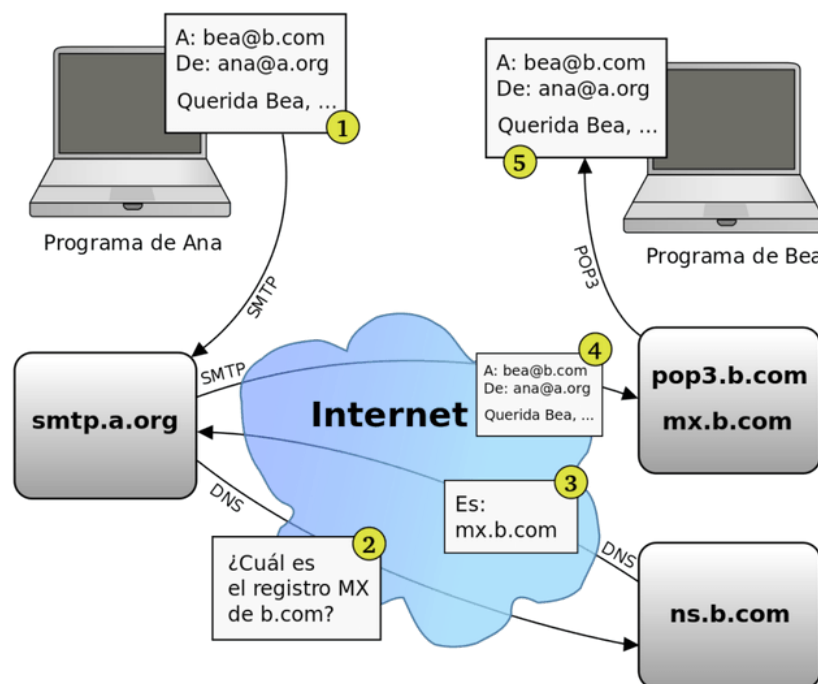 A: bea@b.com
De: ana@a.org
Querida Bea, ...
1
Programa de Ana
A: bea@b.com
De: ana@a.org
Querida Bea, ...
5
Programa de Bea
SMTP
POP3
smtp.a.org
SMTP
Internet
A: bea@b.com
De: ana@a.org
Querida Bea, ...
4
pop3.b.com
mx.b.com
DNS
¿Cuál es
el registro MX
de b.com?
2
Es:
mx.b.com
3
DNS
ns.b.com